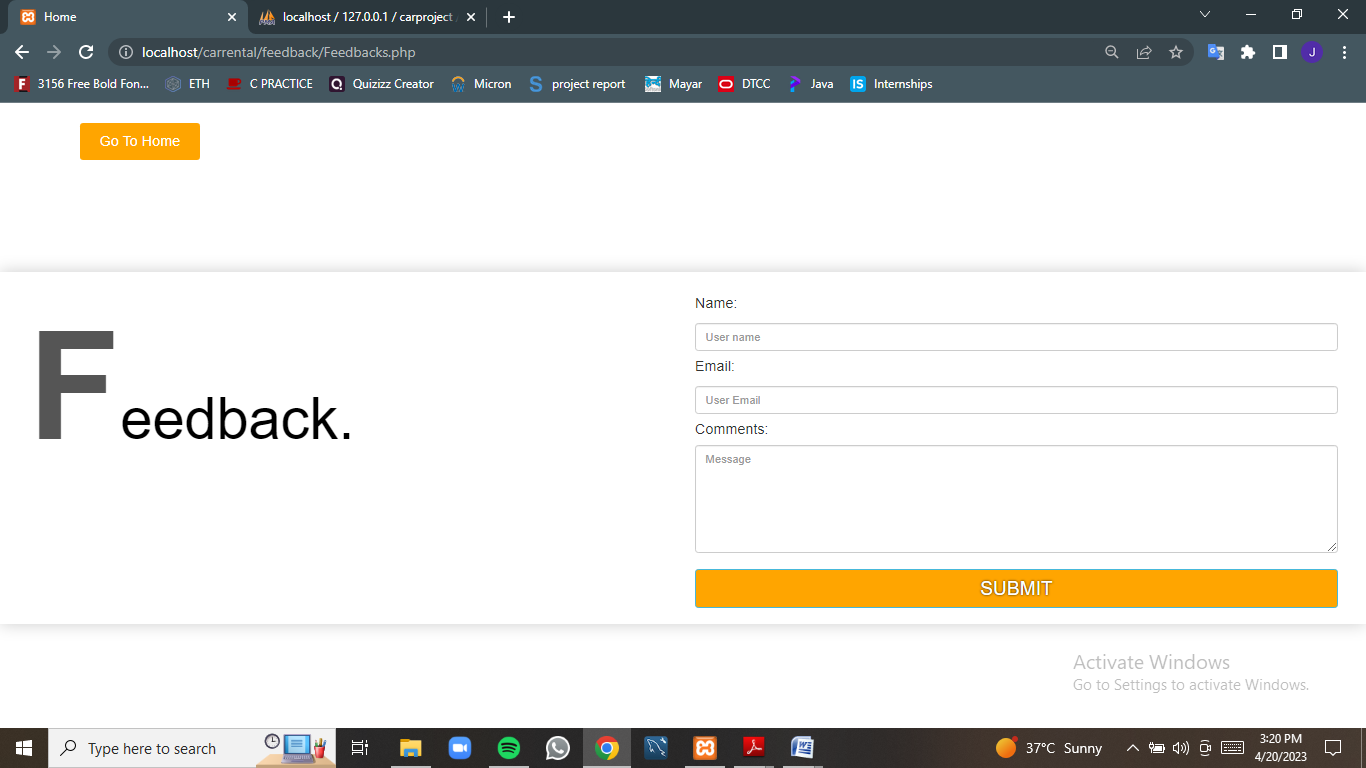 Home
localhost / 127.0.0.1 / carproject
localhost/carrental/feedback/Feedbacks.php
J
3156 Free Bold Fon... ETH C PRACTICE Quizizz Creator Micron project report Mayar DTCC Java Internships
Go To Home
Feedback.
Name:
User name
Email:
User Email
Comments:
Message
SUBMIT
Activate Windows
Go to Settings to activate Windows.
Type here to search
37°C Sunny
3:20 PM
4/20/2023